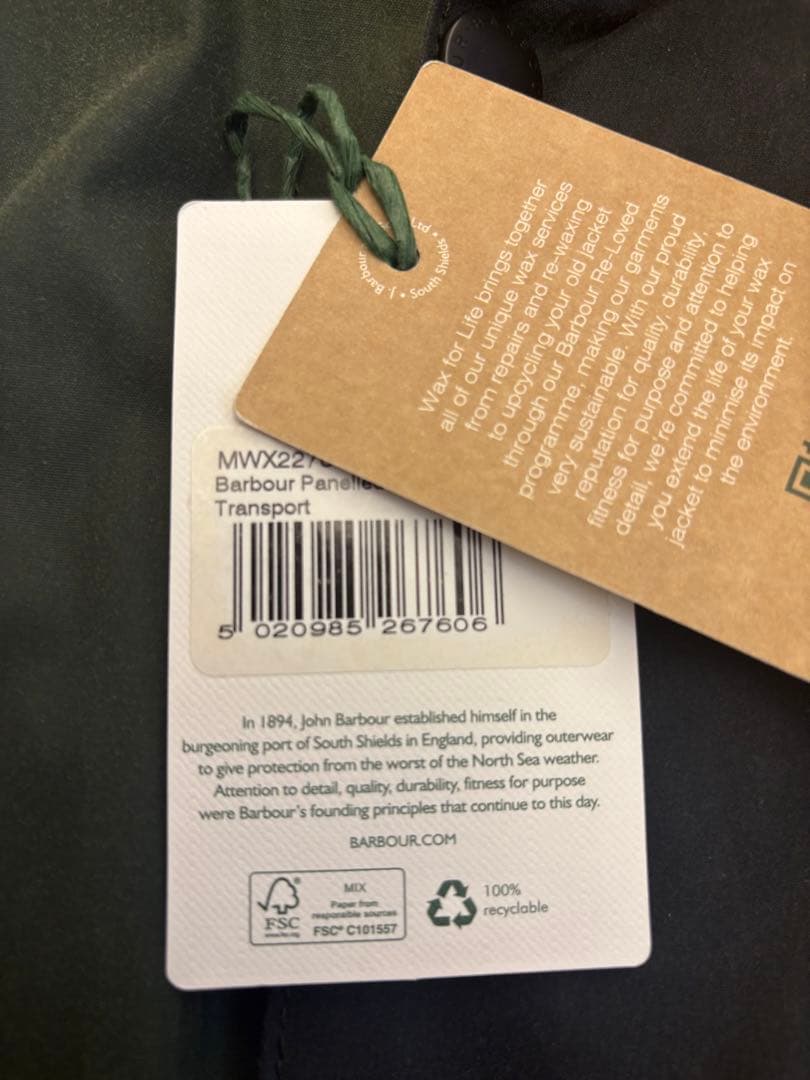 J. Barbour
Ltd •
• South Shields
Wax for Life brings together
all of our unique wax services
from repairs and re-waxing
to upcycling your old jacket
through our Barbour Re-Loved
programme, making our garments
very sustainable. With our proud
reputation for quality, durability,
fitness for purpose and attention to
detail, we're committed to helping
you extend the life of your wax
jacket to minimise its impact on
the environment.
MWX227
Barbour Panelled
Transport
5 020985 267606
In 1894, John Barbour established himself in the
burgeoning port of South Shields in England, providing outerwear
to give protection from the worst of the North Sea weather.
Attention to detail, quality, durability, fitness for purpose
were Barbour's founding principles that continue to this day.
BARBOUR.COM
FSC®
MIX
Paper from
responsible sources
FSC® C101557
100%
recyclable